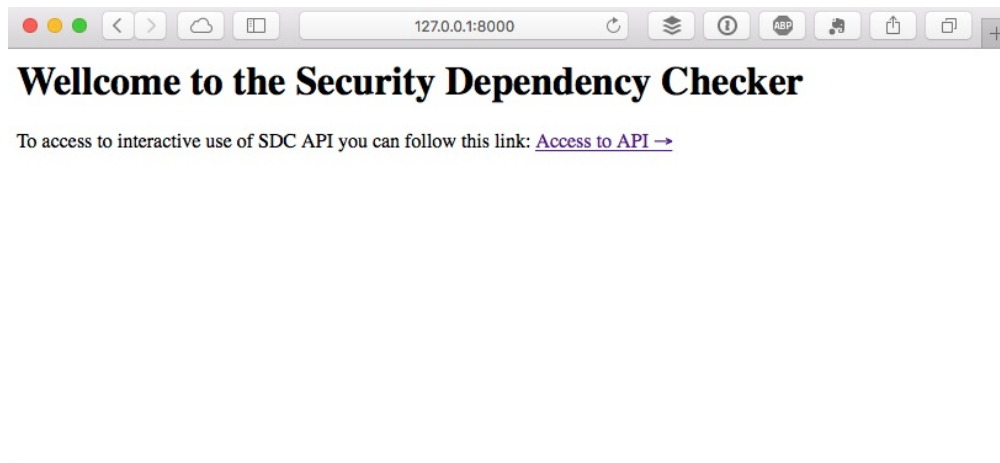 127.0.0.1:8000
ABP
Wellcome to the Security Dependency Checker
To access to interactive use of SDC API you can follow this link: Access to API →